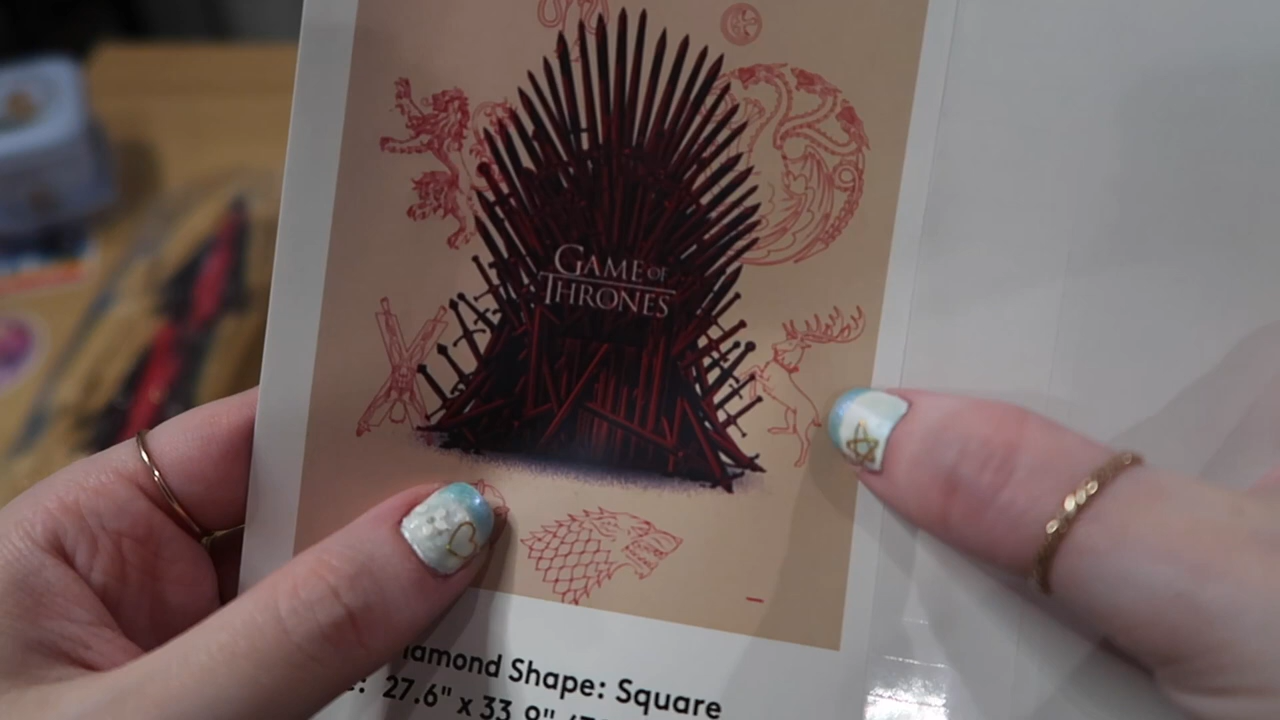 GAME OF
THRONES
Diamond Shape: Square
27.6" x 33.9"